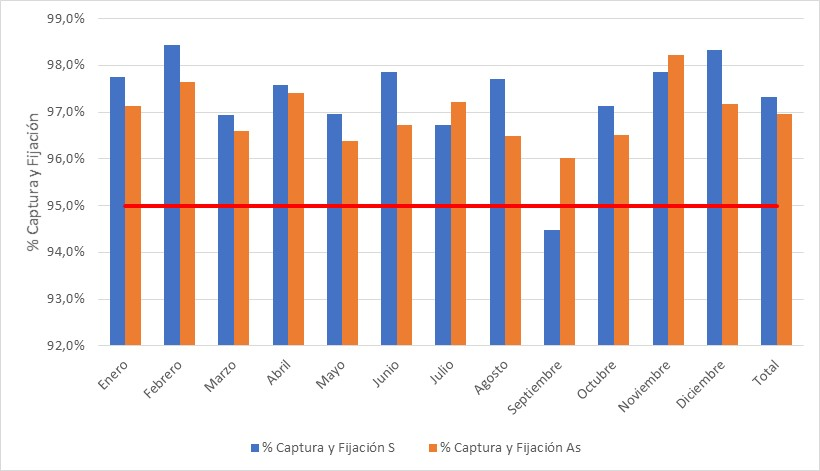 % Captura y Fijación
99,0%
98,0%
97,0%
96,0%
95,0%
94,0%
93,0%
92,0%
Enero
Febrero
Marzo
Abril
Mayo
Junio
Julio
Agosto
Septiembre
Octubre
Noviembre
Diciembre
Total
% Captura y Fijación S
% Captura y Fijación As